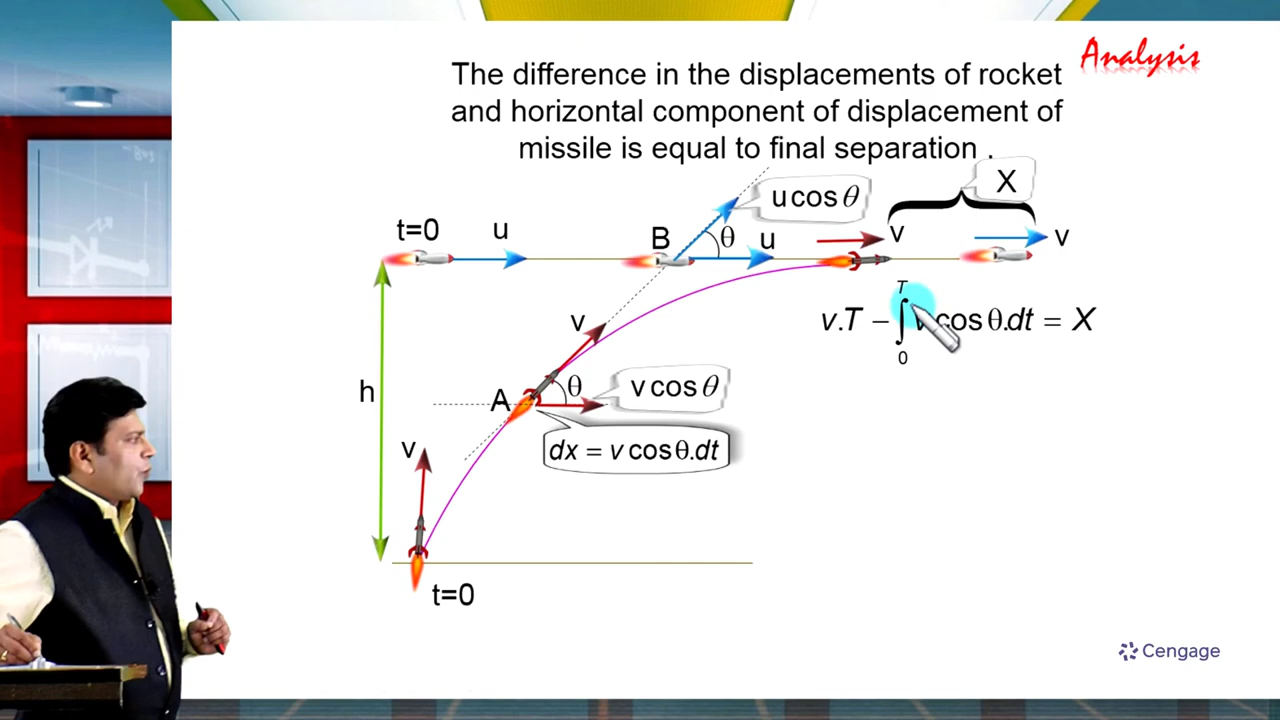 Analysis
The difference in the displacements of rocket
and horizontal component of displacement of
missile is equal to final separation .
X
u cos θ
t=0
u
B
θ
u
v
v
v.T − ∫₀ᵀ v cos θ.dt = X
v
h
A
θ
v cos θ
dx = v cosθ.dt
v
t=0
Cengage